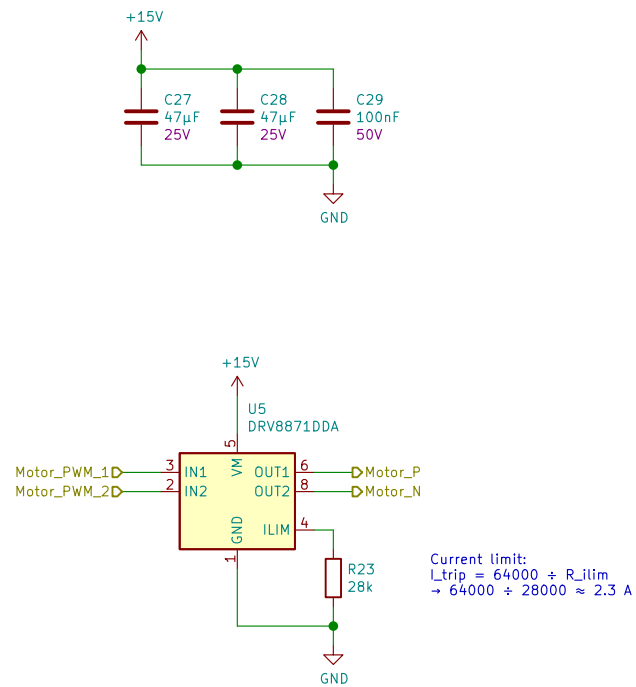 +15V
C27
47µF
25V
C28
47µF
25V
C29
100nF
50V
GND
+15V
U5
DRV8871DDA
5
VM
Motor_PWM_1
3
IN1
OUT1
6
Motor_P
Motor_PWM_2
2
IN2
OUT2
8
Motor_N
GND
1
ILIM
4
R23
28k
Current limit:
I_trip = 64000 ÷ R_ilim
→ 64000 ÷ 28000 ≈ 2.3 A
GND